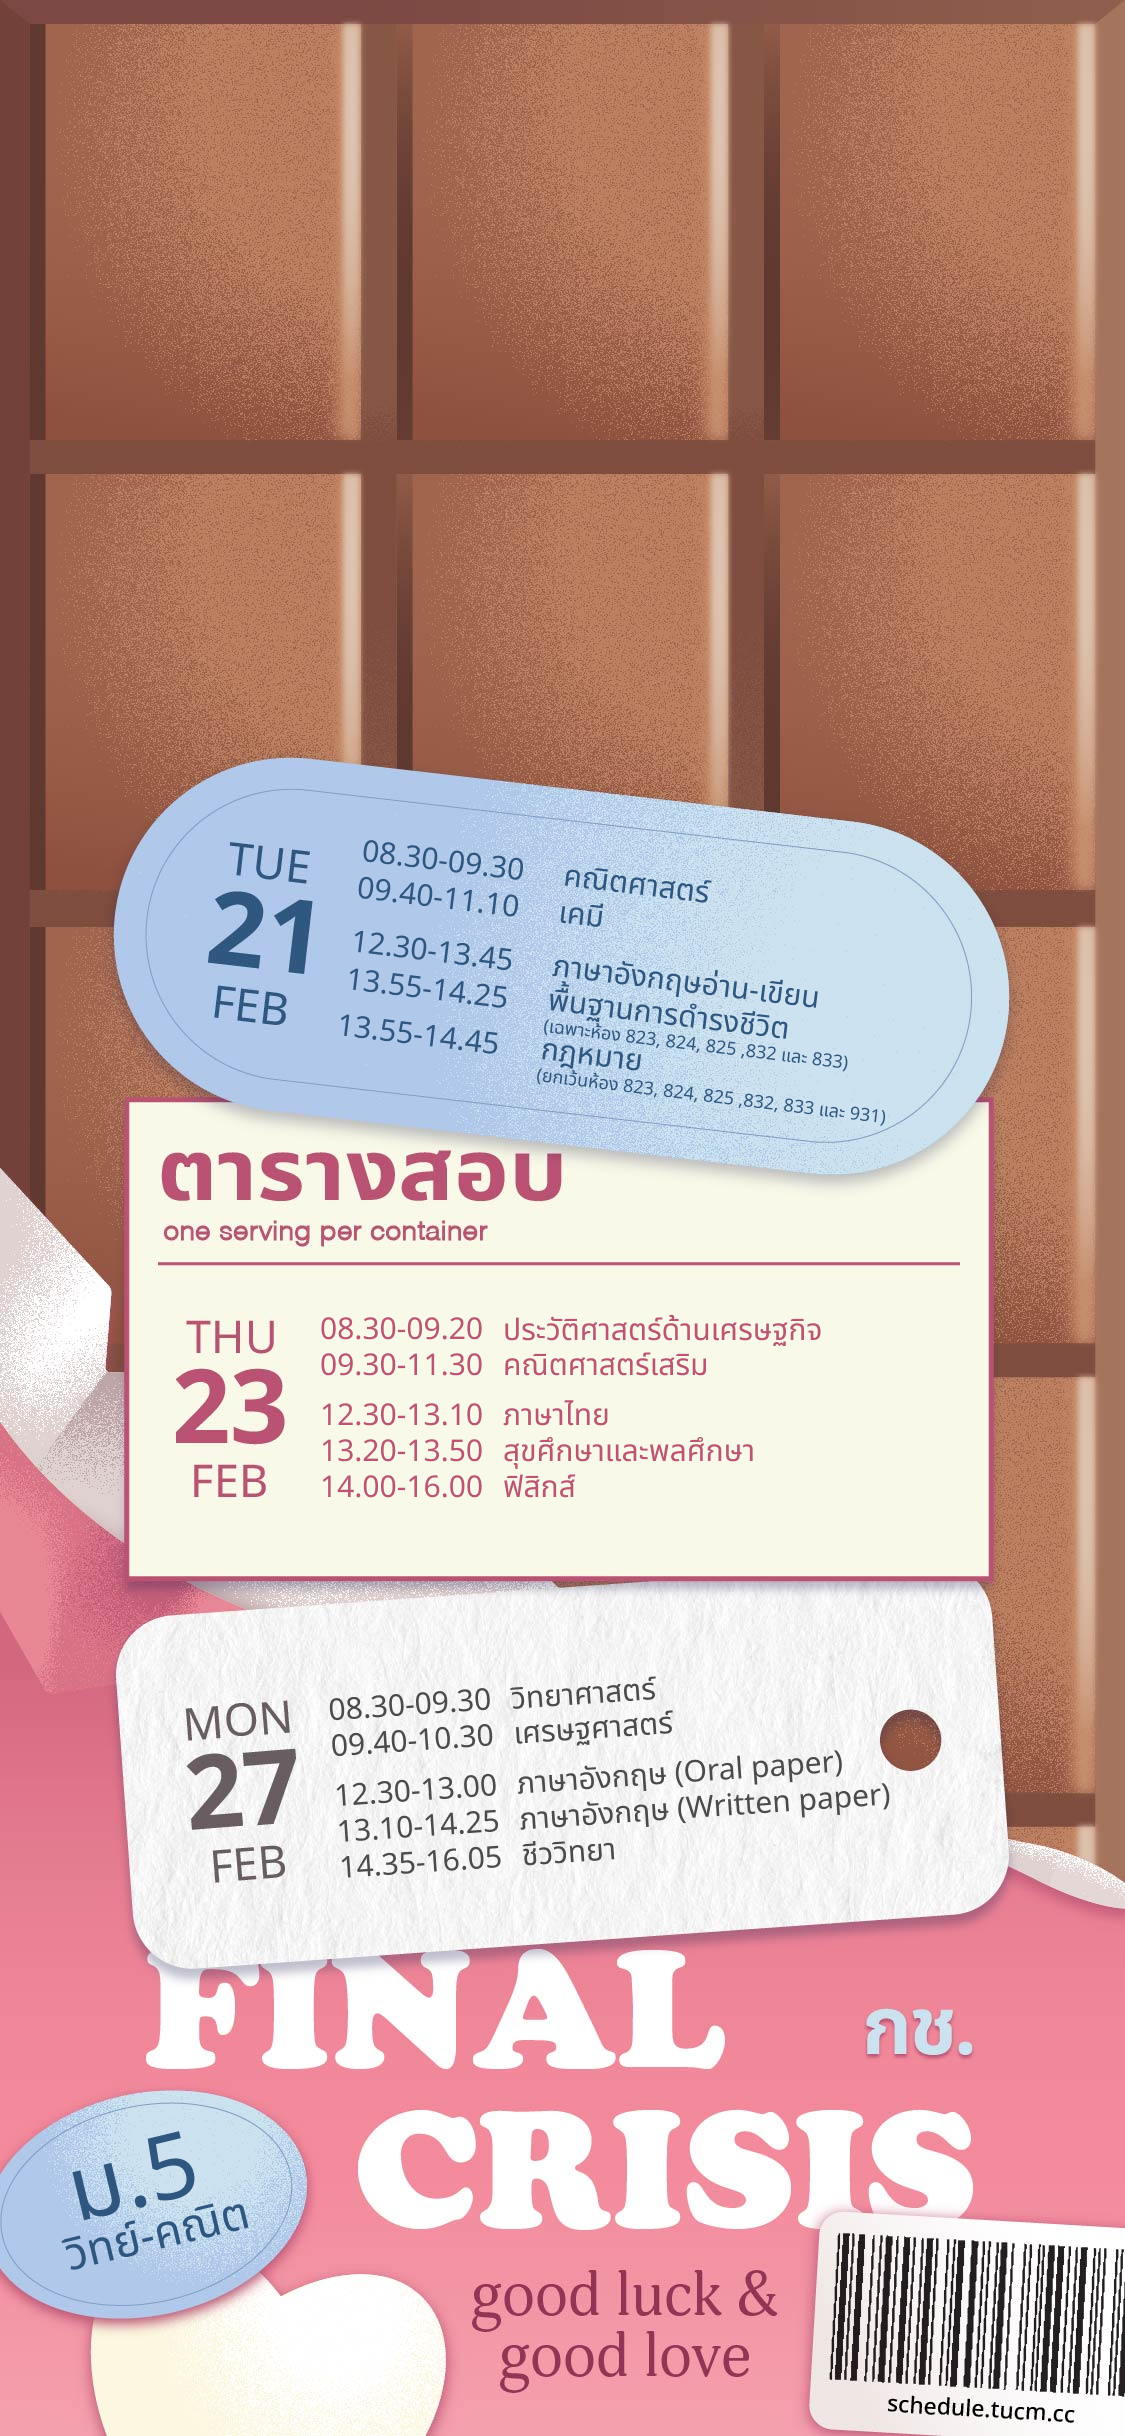 TUE
21
FEB
08.30-09.30 คณิตศาสตร์
09.40-11.10 เคมี
12.30-13.45 ภาษาอังกฤษอ่าน-เขียน
13.55-14.25 พื้นฐานการดำรงชีวิต
(เฉพาะห้อง 823, 824, 825 ,832 และ 833)
13.55-14.45 กฎหมาย
(ยกเว้นห้อง 823, 824, 825 ,832, 833 และ 931)
ตารางสอบ
one serving per container
THU
23
FEB
08.30-09.20 ประวัติศาสตร์ด้านเศรษฐกิจ
09.30-11.30 คณิตศาสตร์เสริม
12.30-13.10 ภาษาไทย
13.20-13.50 สุขศึกษาและพลศึกษา
14.00-16.00 ฟิสิกส์
MON
27
FEB
08.30-09.30 วิทยาศาสตร์
09.40-10.30 เศรษฐศาสตร์
12.30-13.00 ภาษาอังกฤษ (Oral paper)
13.10-14.25 ภาษาอังกฤษ (Written paper)
14.35-16.05 ชีววิทยา
FINAL
กช.
CRISIS
ม.5
วิทย์-คณิต
good luck &
good love
schedule.tucm.cc